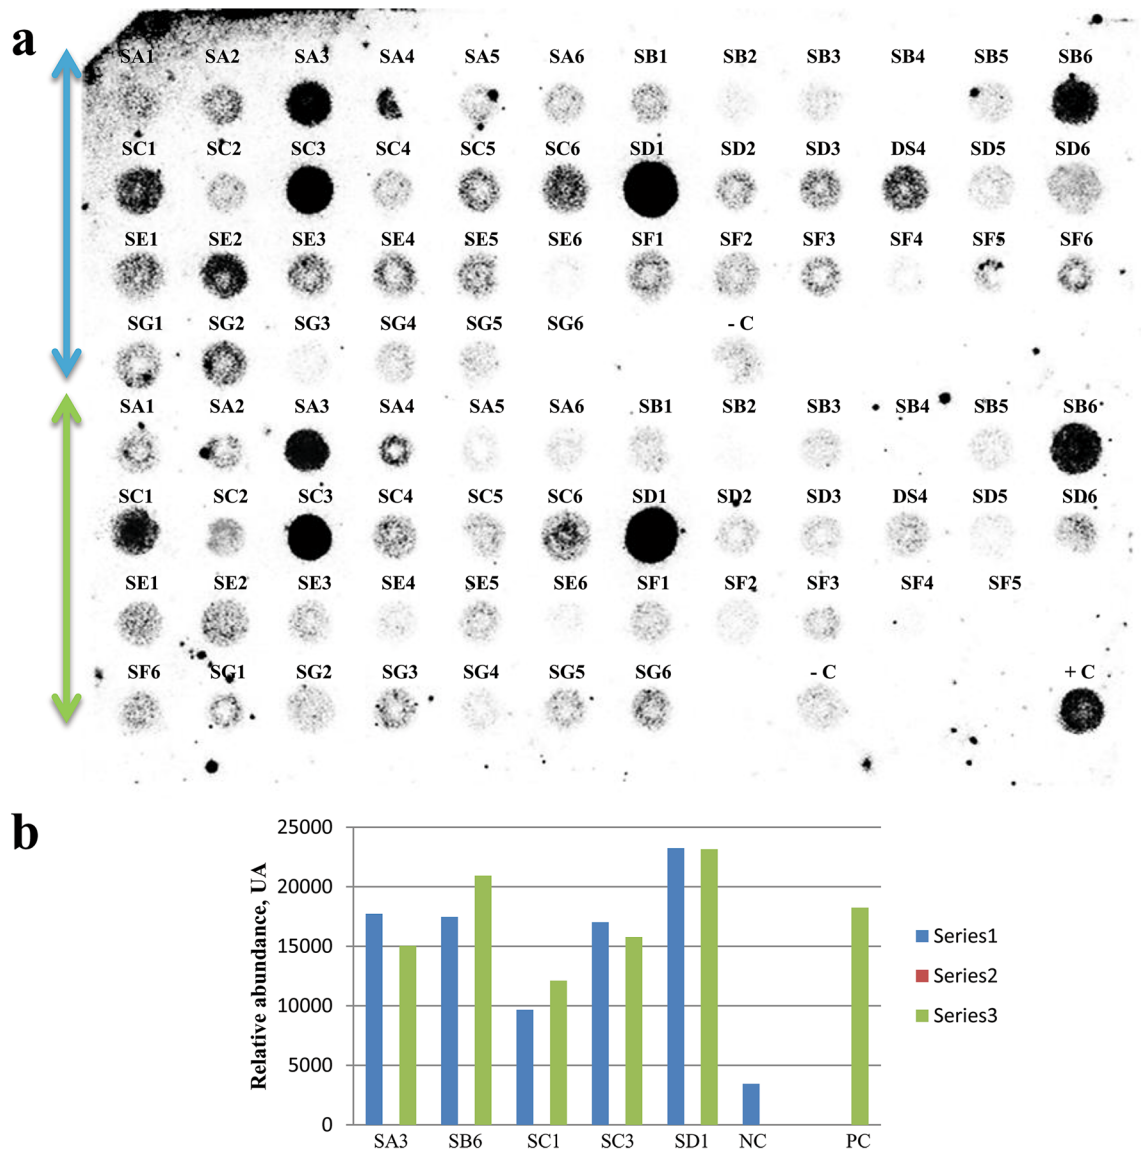 a
SA1 SA2 SA3 SA4 SA5 SA6 SB1 SB2 SB3 SB4 SB5 SB6
SC1 SC2 SC3 SC4 SC5 SC6 SD1 SD2 SD3 DS4 SD5 SD6
SE1 SE2 SE3 SE4 SE5 SE6 SF1 SF2 SF3 SF4 SF5 SF6
SG1 SG2 SG3 SG4 SG5 SG6 - C
SA1 SA2 SA3 SA4 SA5 SA6 SB1 SB2 SB3 SB4 SB5 SB6
SC1 SC2 SC3 SC4 SC5 SC6 SD1 SD2 SD3 DS4 SD5 SD6
SE1 SE2 SE3 SE4 SE5 SE6 SF1 SF2 SF3 SF4 SF5
SF6 SG1 SG2 SG3 SG4 SG5 SG6 - C + C
b
Relative abundance, UA
25000
20000
15000
10000
5000
0
SA3 SB6 SC1 SC3 SD1 NC PC
Series1
Series2
Series3